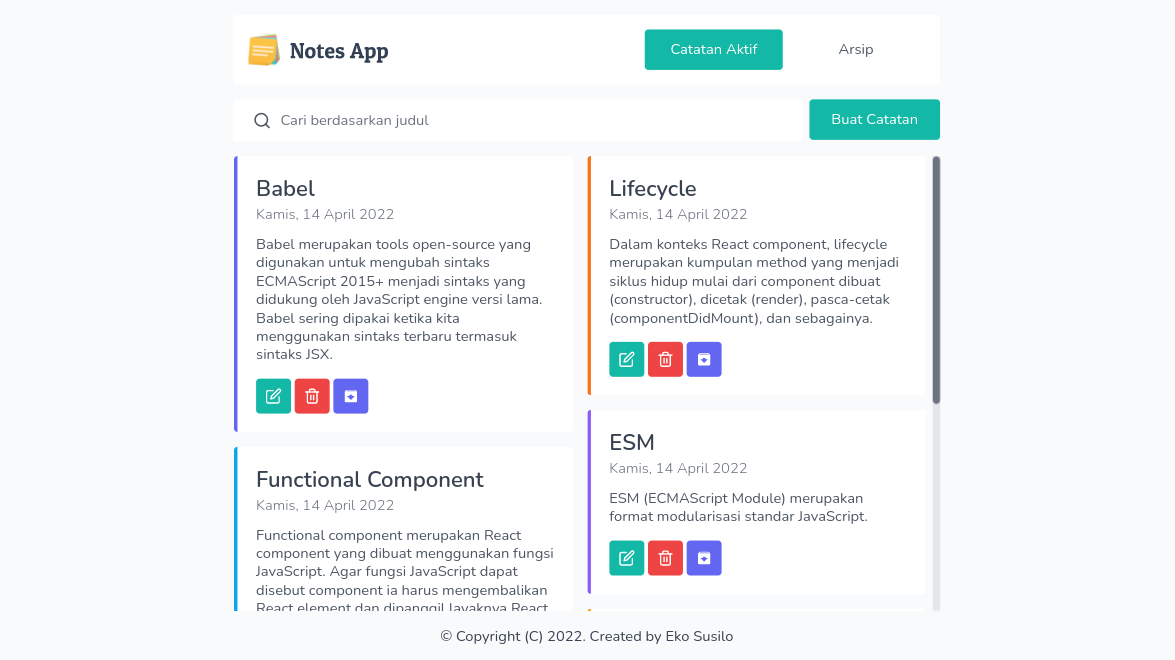 Notes App
Catatan Aktif
Arsip
Cari berdasarkan judul
Buat Catatan
Babel
Kamis, 14 April 2022
Babel merupakan tools open-source yang
digunakan untuk mengubah sintaks
ECMAScript 2015+ menjadi sintaks yang
didukung oleh JavaScript engine versi lama.
Babel sering dipakai ketika kita
menggunakan sintaks terbaru termasuk
sintaks JSX.
Functional Component
Kamis, 14 April 2022
Functional component merupakan React
component yang dibuat menggunakan fungsi
JavaScript. Agar fungsi JavaScript dapat
disebut component ia harus mengembalikan
React element dan dipanggil layaknya React
Lifecycle
Kamis, 14 April 2022
Dalam konteks React component, lifecycle
merupakan kumpulan method yang menjadi
siklus hidup mulai dari component dibuat
(constructor), dicetak (render), pasca-cetak
(componentDidMount), dan sebagainya.
ESM
Kamis, 14 April 2022
ESM (ECMAScript Module) merupakan
format modularisasi standar JavaScript.
© Copyright (C) 2022. Created by Eko Susilo